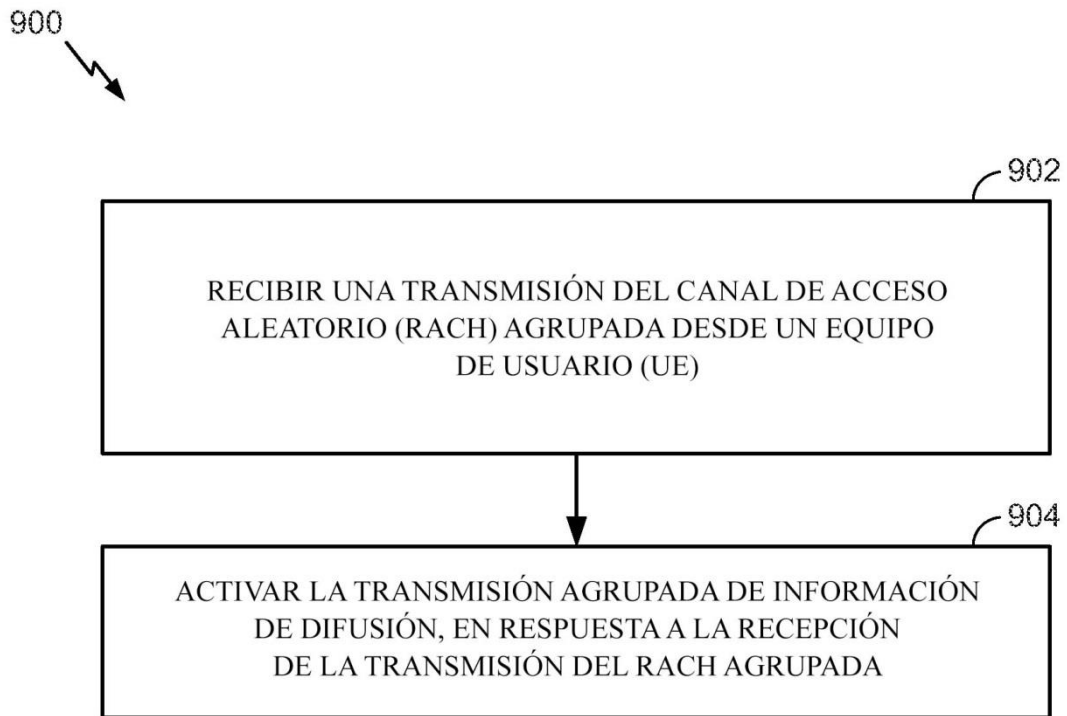 900
902
RECIBIR UNA TRANSMISIÓN DEL CANAL DE ACCESO
ALEATORIO (RACH) AGRUPADA DESDE UN EQUIPO
DE USUARIO (UE)
904
ACTIVAR LA TRANSMISIÓN AGRUPADA DE INFORMACIÓN
DE DIFUSIÓN, EN RESPUESTA A LA RECEPCIÓN
DE LA TRANSMISIÓN DEL RACH AGRUPADA